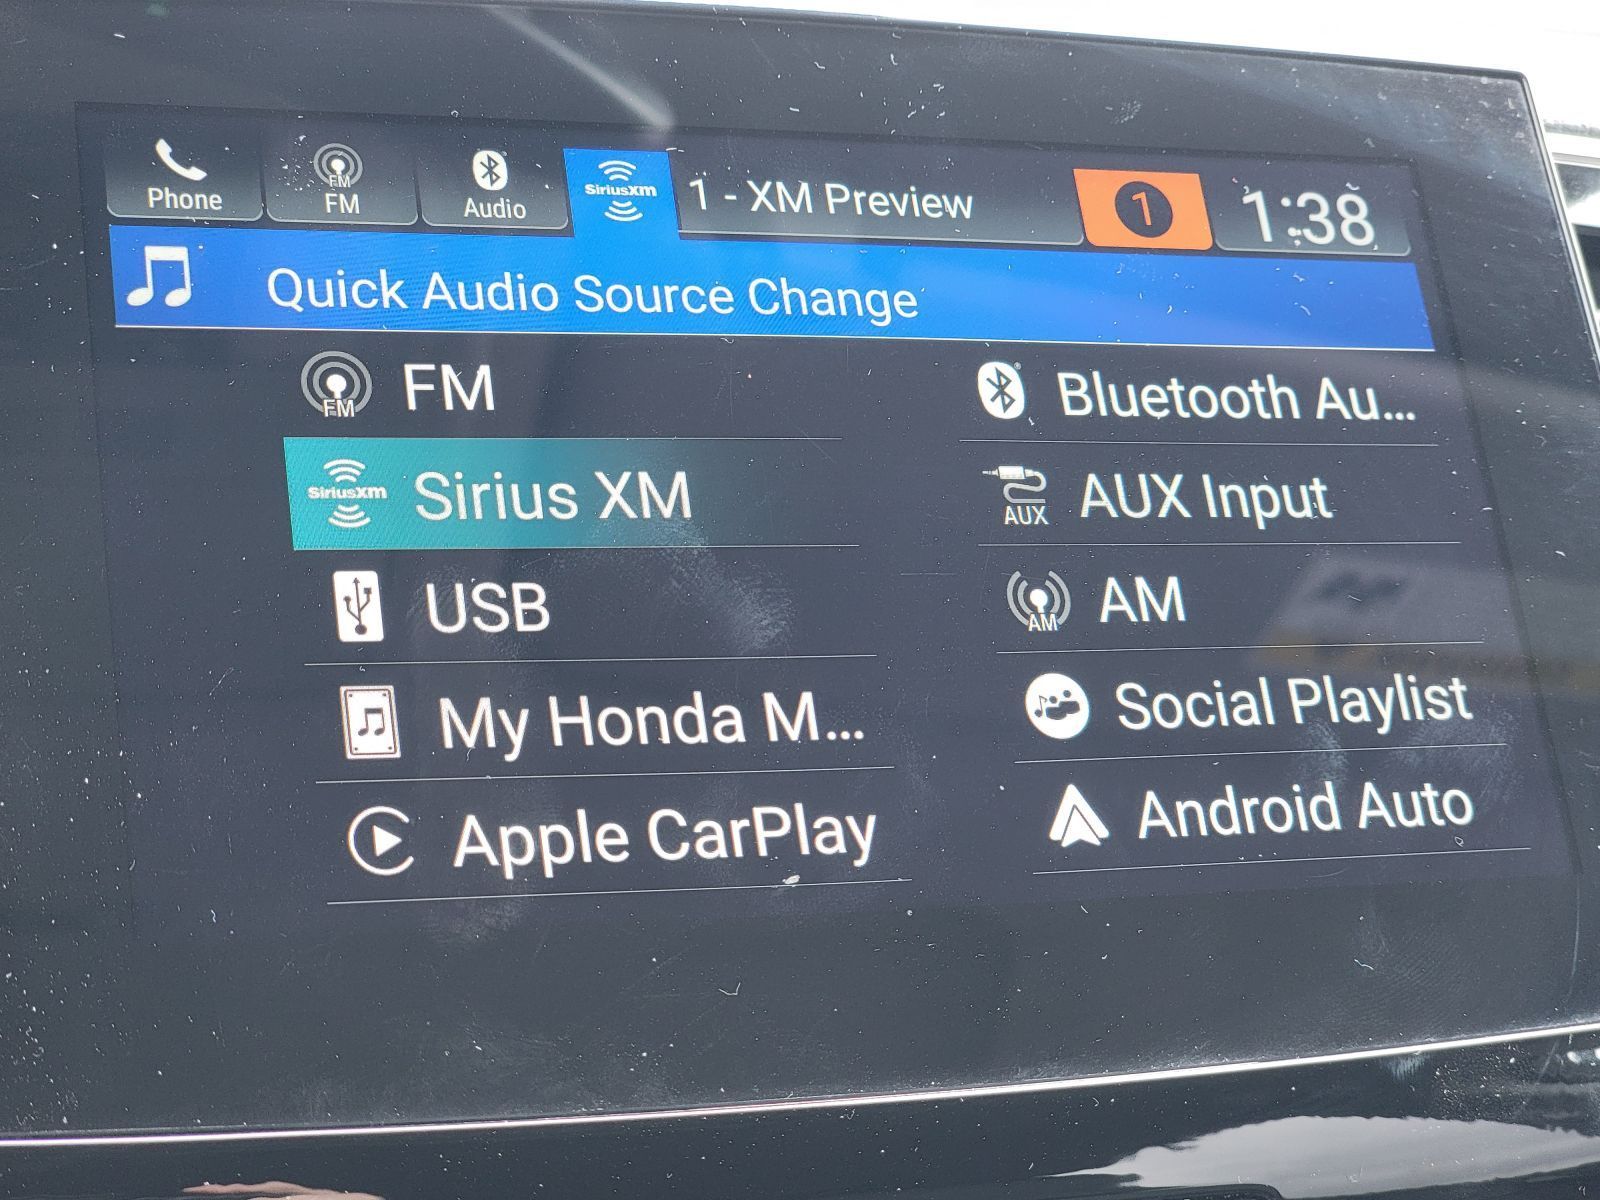 Phone
FM
FM
Audio
SiriusXM
1 - XM Preview
1
1:38
Quick Audio Source Change
FM
FM
Bluetooth Au...
SiriusXM
Sirius XM
AUX
AUX Input
USB
AM
AM
My Honda M...
Social Playlist
Apple CarPlay
Android Auto